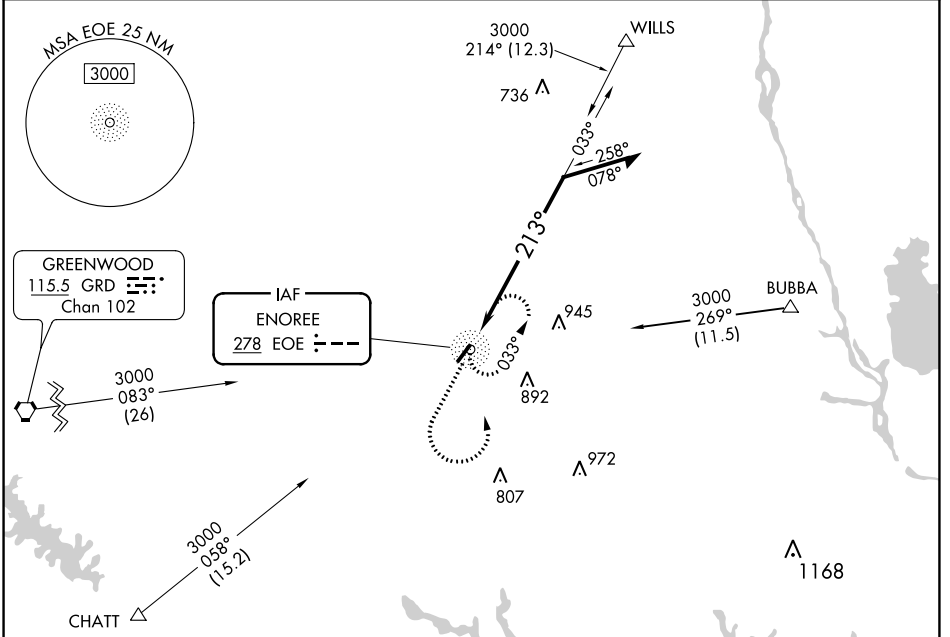 MSA EOE 25 NM
3000
3000
214° (12.3)
WILLS
736
033°
258°
078°
213°
GREENWOOD
115.5 GRD
Chan 102
IAF
ENOREE
278 EOE
945
033°
3000
269°
(11.5)
BUBBA
3000
083°
(26)
892
972
807
3000
058°
(15.2)
CHATT
1168